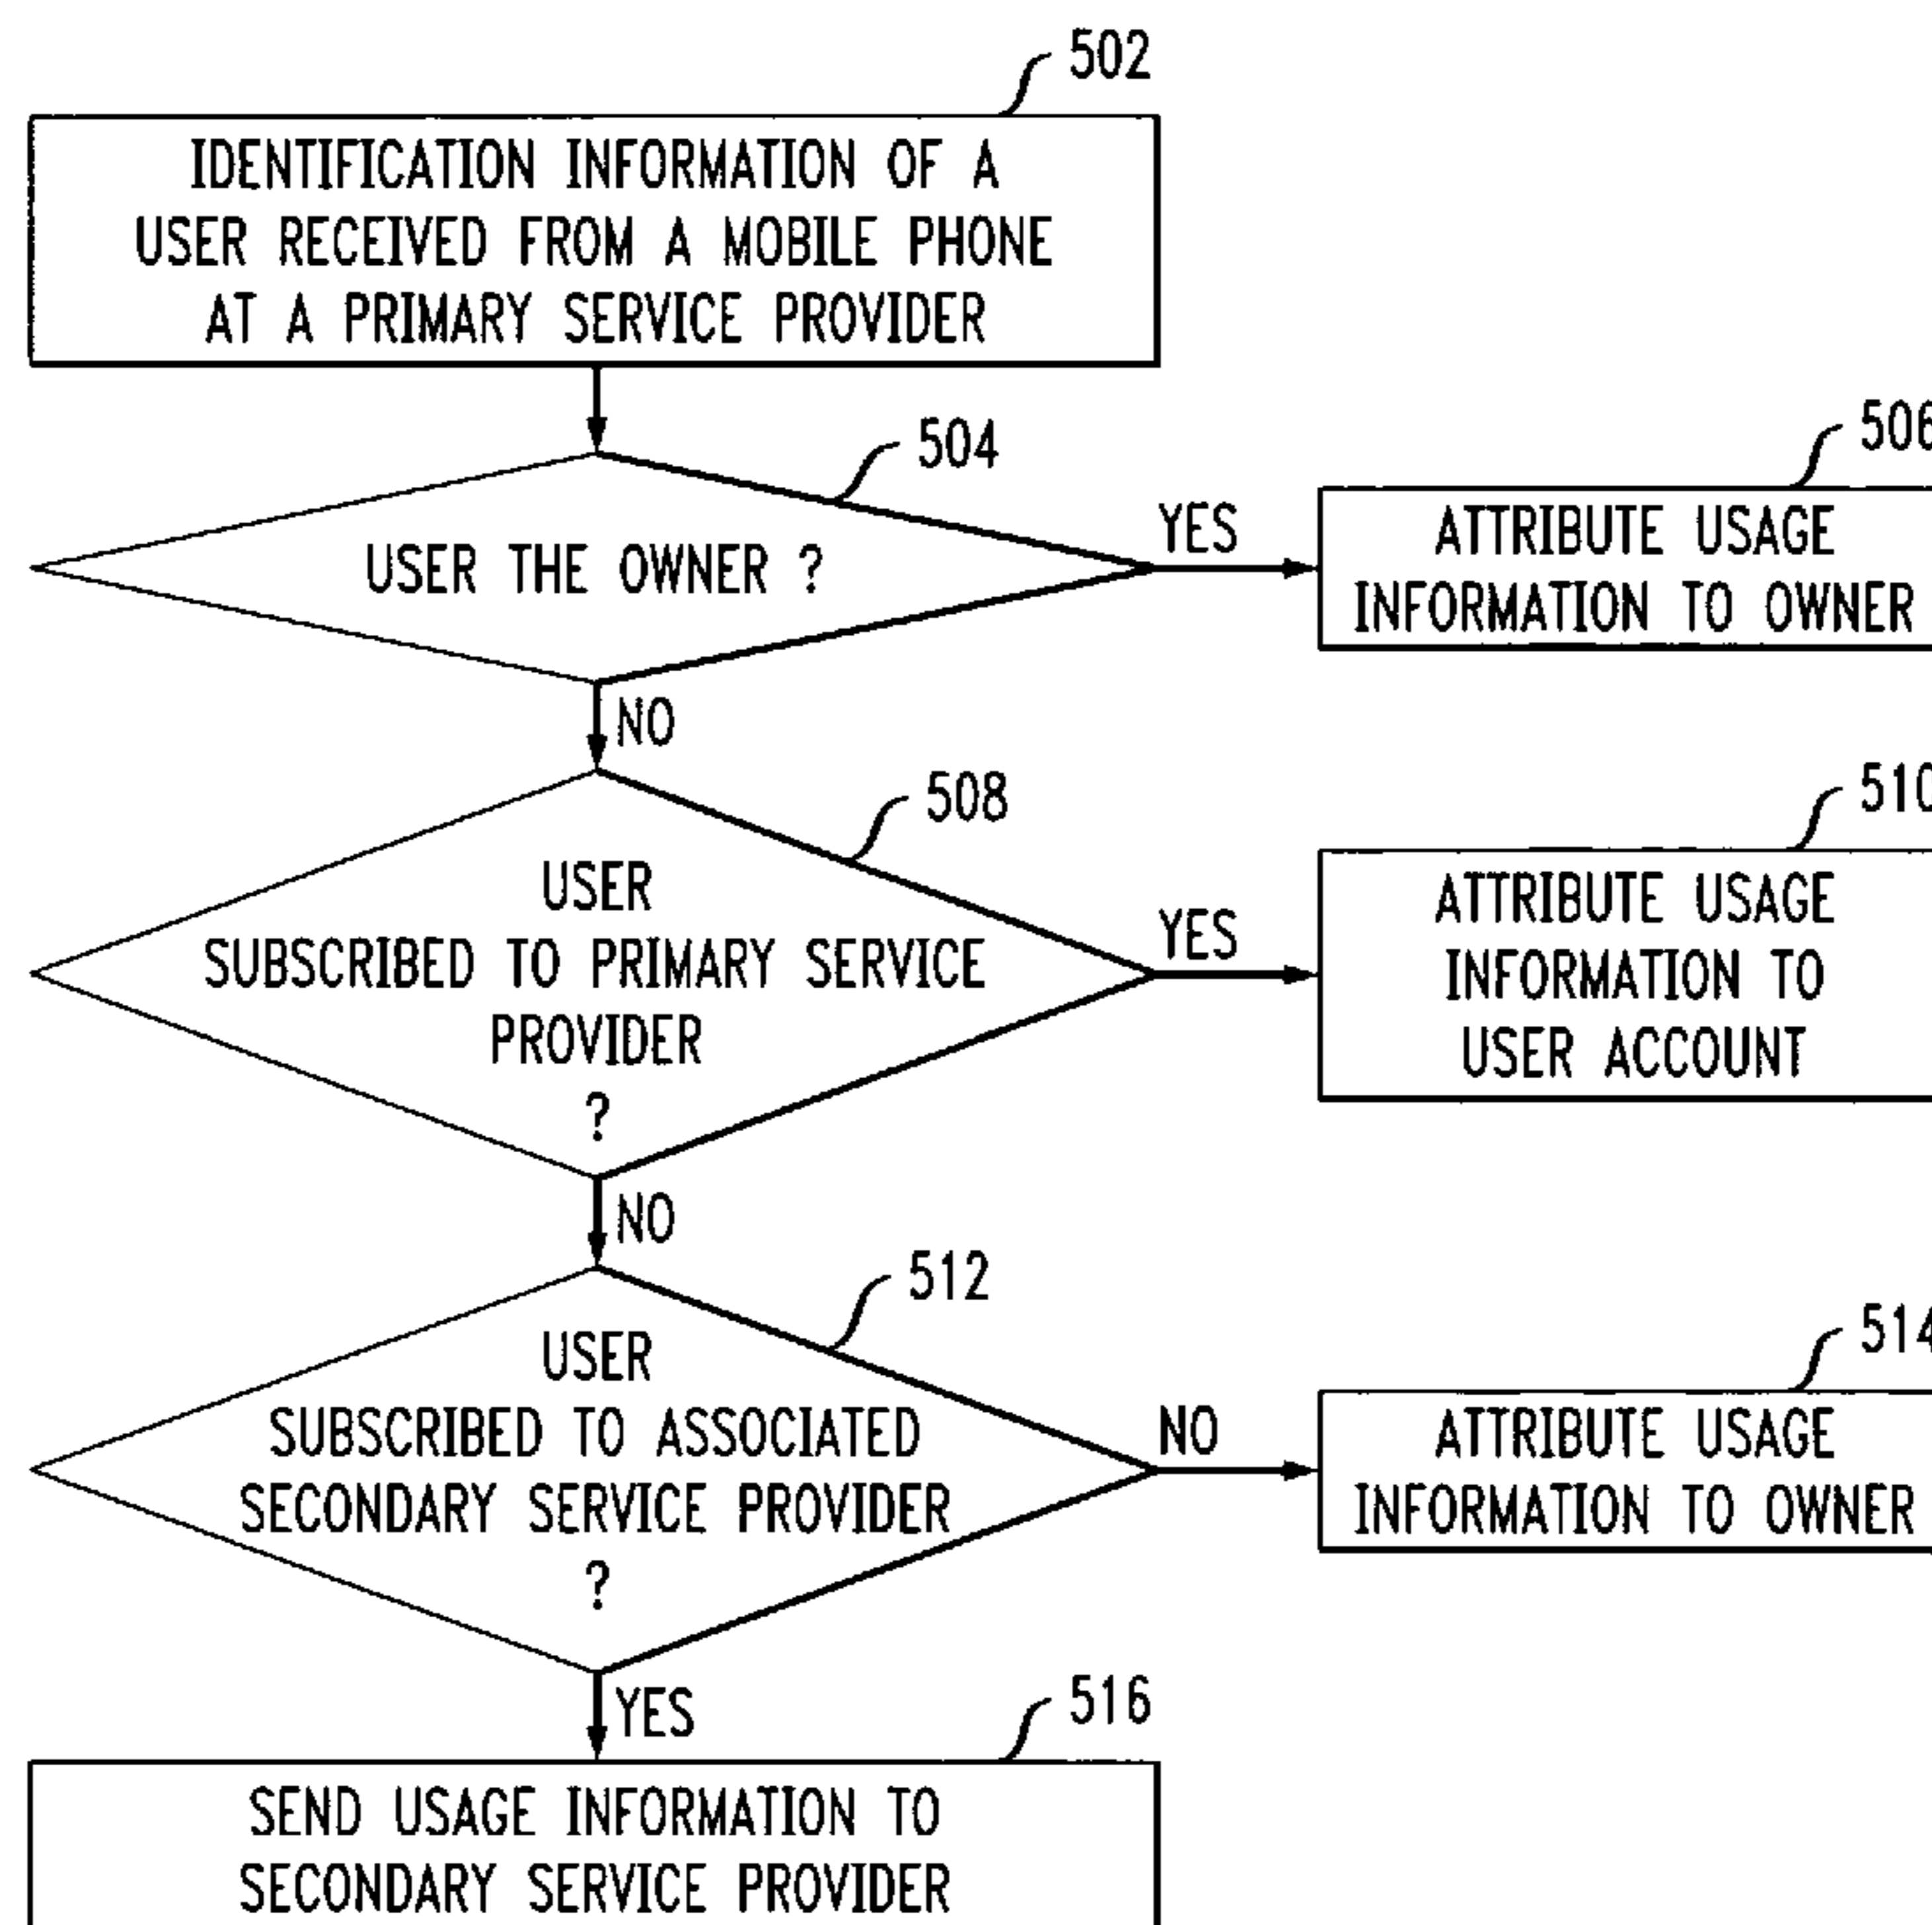 502
IDENTIFICATION INFORMATION OF A
USER RECEIVED FROM A MOBILE PHONE
AT A PRIMARY SERVICE PROVIDER
504
USER THE OWNER ?
YES
506
ATTRIBUTE USAGE
INFORMATION TO OWNER
NO
508
USER
SUBSCRIBED TO PRIMARY SERVICE
PROVIDER
?
YES
510
ATTRIBUTE USAGE
INFORMATION TO
USER ACCOUNT
NO
512
USER
SUBSCRIBED TO ASSOCIATED
SECONDARY SERVICE PROVIDER
?
NO
514
ATTRIBUTE USAGE
INFORMATION TO OWNER
YES
516
SEND USAGE INFORMATION TO
SECONDARY SERVICE PROVIDER